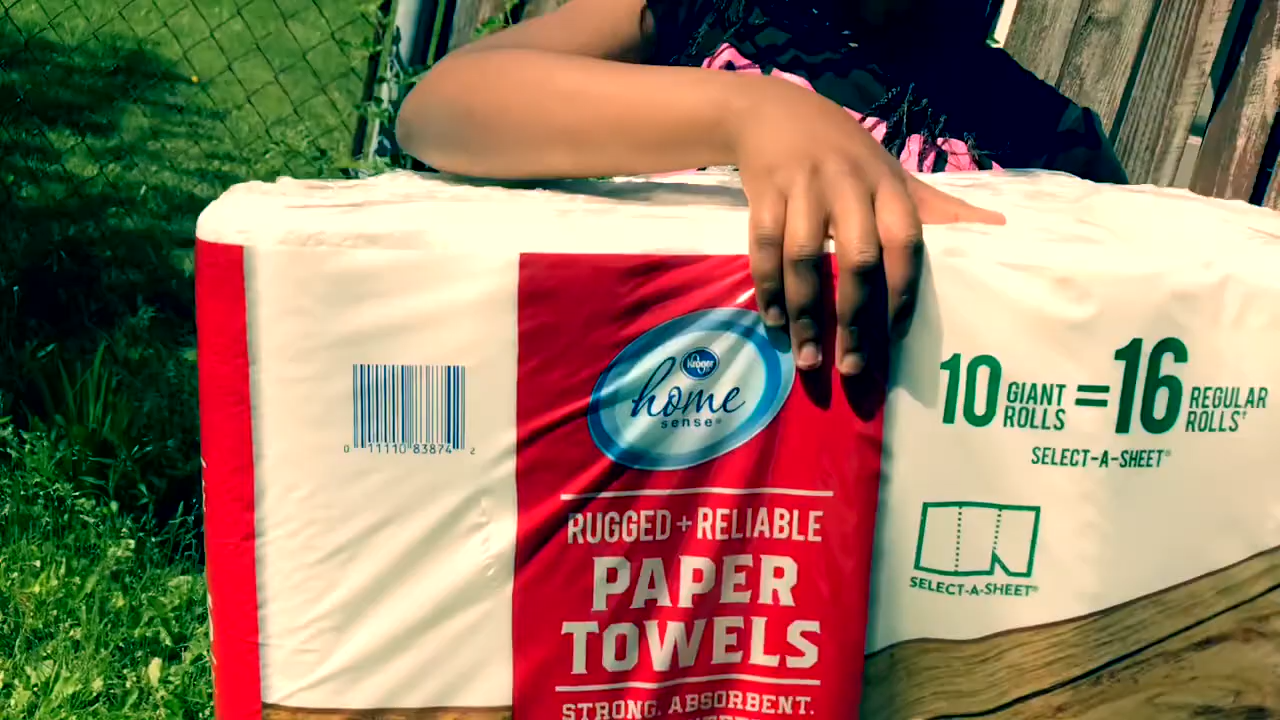 Kroger
home
sense®
RUGGED + RELIABLE
PAPER
TOWELS
STRONG. ABSORBENT.
0 11110 83874 2
10 GIANT ROLLS = 16 REGULAR ROLLS†
SELECT-A-SHEET®
SELECT-A-SHEET®